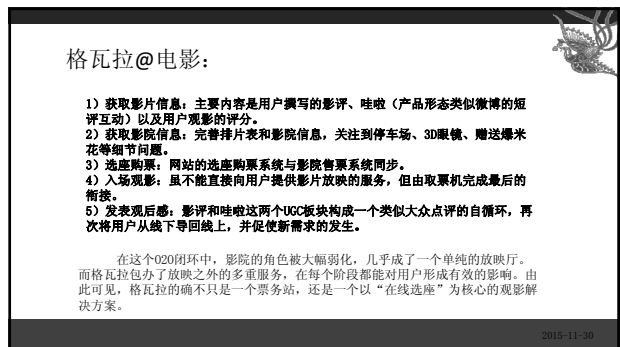 格瓦拉@电影：
1）获取影片信息：主要内容是用户撰写的影评、哇啦（产品形态类似微博的短
评互动）以及用户观影的评分。
2）获取影院信息：完善排片表和影院信息，关注到停车场、3D眼镜、赠送爆米
花等细节问题。
3）选座购票：网站的选座购票系统与影院售票系统同步。
4）入场观影：虽不能直接向用户提供影片放映的服务，但由取票机完成最后的
衔接。
5）发表观后感：影评和哇啦这两个UGC板块构成一个类似大众点评的自循环，再
次将用户从线下导回线上，并促使新需求的发生。
在这个O2O闭环中，影院的角色被大幅弱化，几乎成了一个单纯的放映厅。
而格瓦拉包办了放映之外的多重服务，在每个阶段都能对用户形成有效的影响。由
此可见，格瓦拉的确不只是一个票务站，还是一个以“在线选座”为核心的观影解
决方案。
2015-11-30